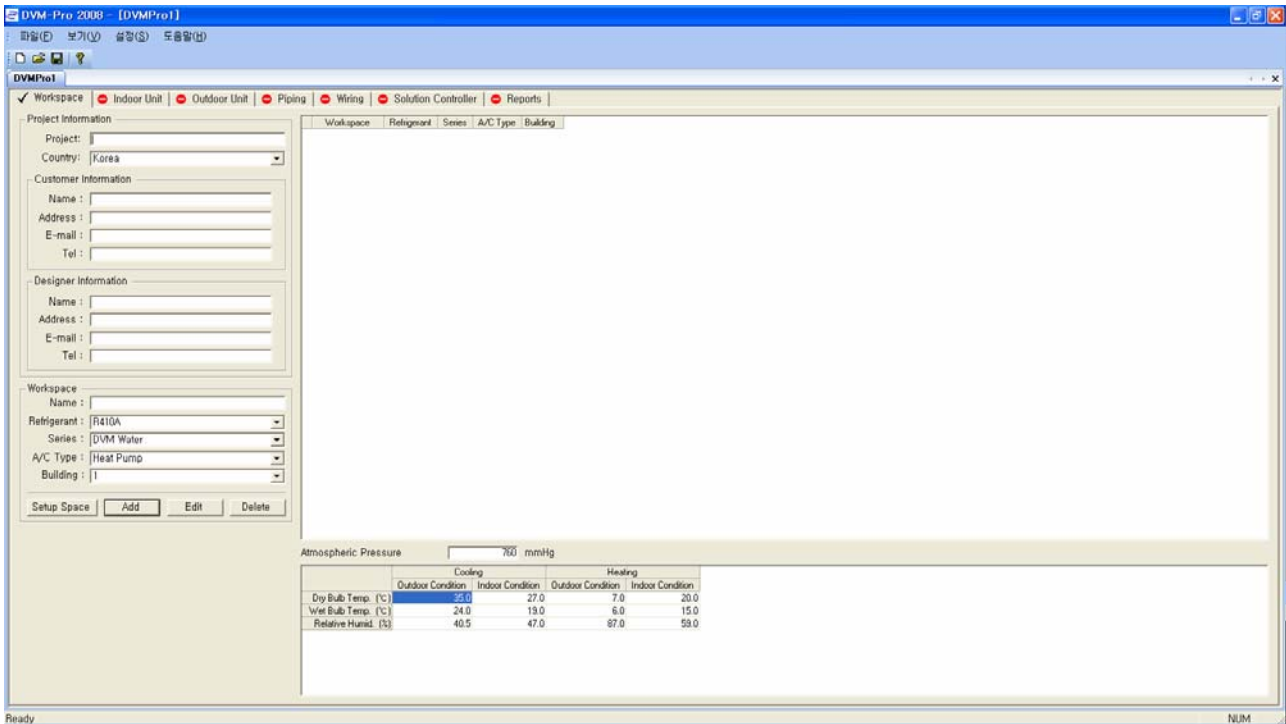 DVM-Pro 2008 - [DVMPro1]
파일(F) 보기(V) 설정(S) 도움말(H)
DVMPro1
Workspace Indoor Unit Outdoor Unit Piping Wiring Solution Controller Reports
Project Information
Project:
Country: Korea
Customer Information
Name :
Address :
E-mail :
Tel :
Designer Information
Name :
Address :
E-mail :
Tel :
Workspace
Name :
Refrigerant : R410A
Series : DVM Water
A/C Type : Heat Pump
Building : 1
Setup Space Add Edit Delete
Workspace Refrigerant Series A/C Type Building
Atmospheric Pressure 760 mmHg
Cooling Heating
Outdoor Condition Indoor Condition Outdoor Condition Indoor Condition
Dry Bulb Temp. (℃) 35.0 27.0 7.0 20.0
Wet Bulb Temp. (℃) 24.0 19.0 6.0 15.0
Relative Humid. (%) 40.5 47.0 87.0 59.0
Ready NUM